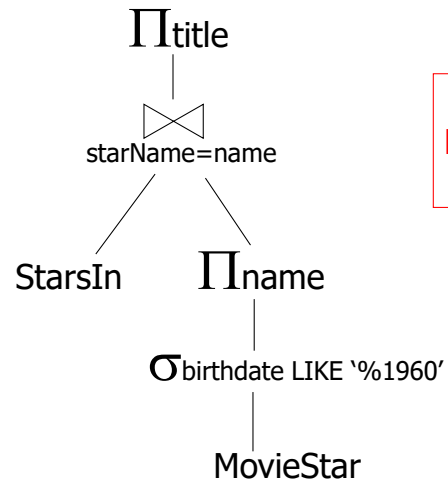 Πtitle
starName=name
StarsIn
Πname
σbirthdate LIKE ‘%1960’
MovieStar